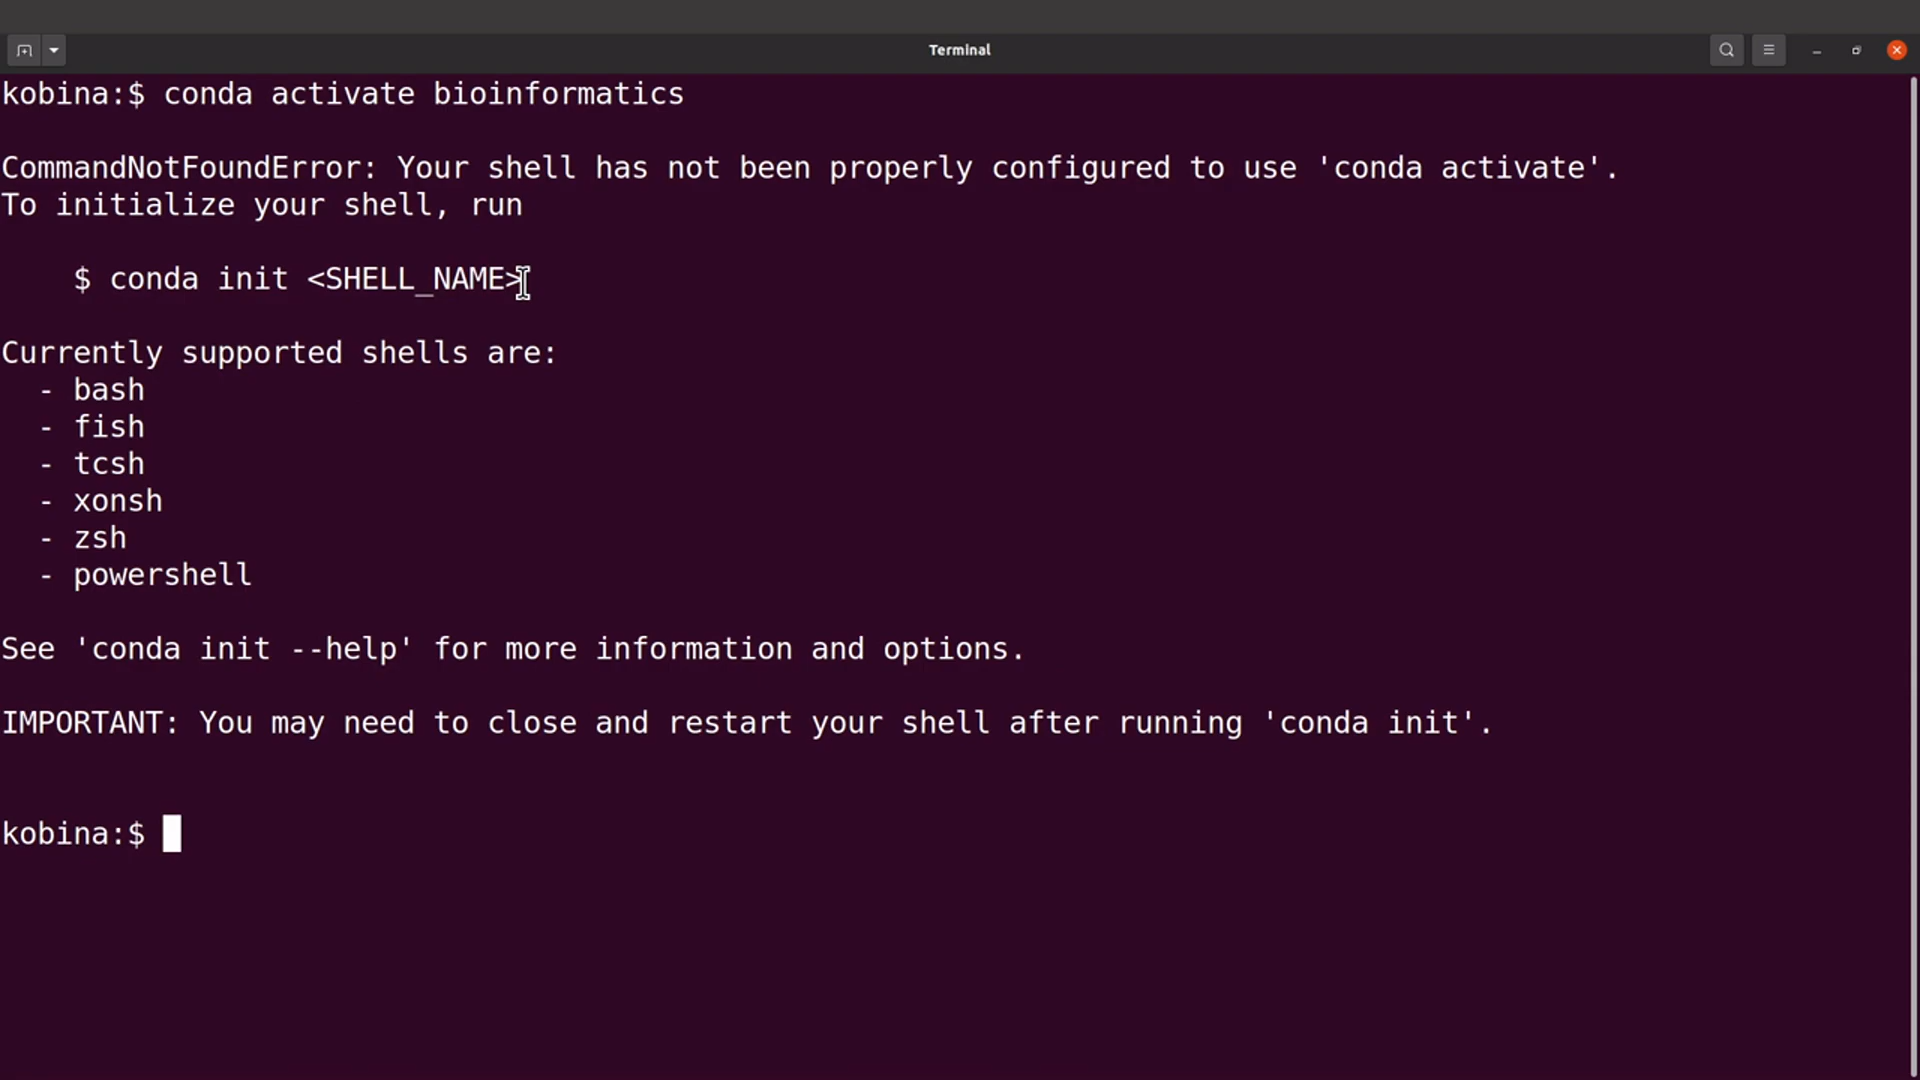 Terminal
kobina:$ conda activate bioinformatics
CommandNotFoundError: Your shell has not been properly configured to use 'conda activate'.
To initialize your shell, run
$ conda init <SHELL_NAME>
Currently supported shells are:
- bash
- fish
- tcsh
- xonsh
- zsh
- powershell
See 'conda init --help' for more information and options.
IMPORTANT: You may need to close and restart your shell after running 'conda init'.
kobina:$